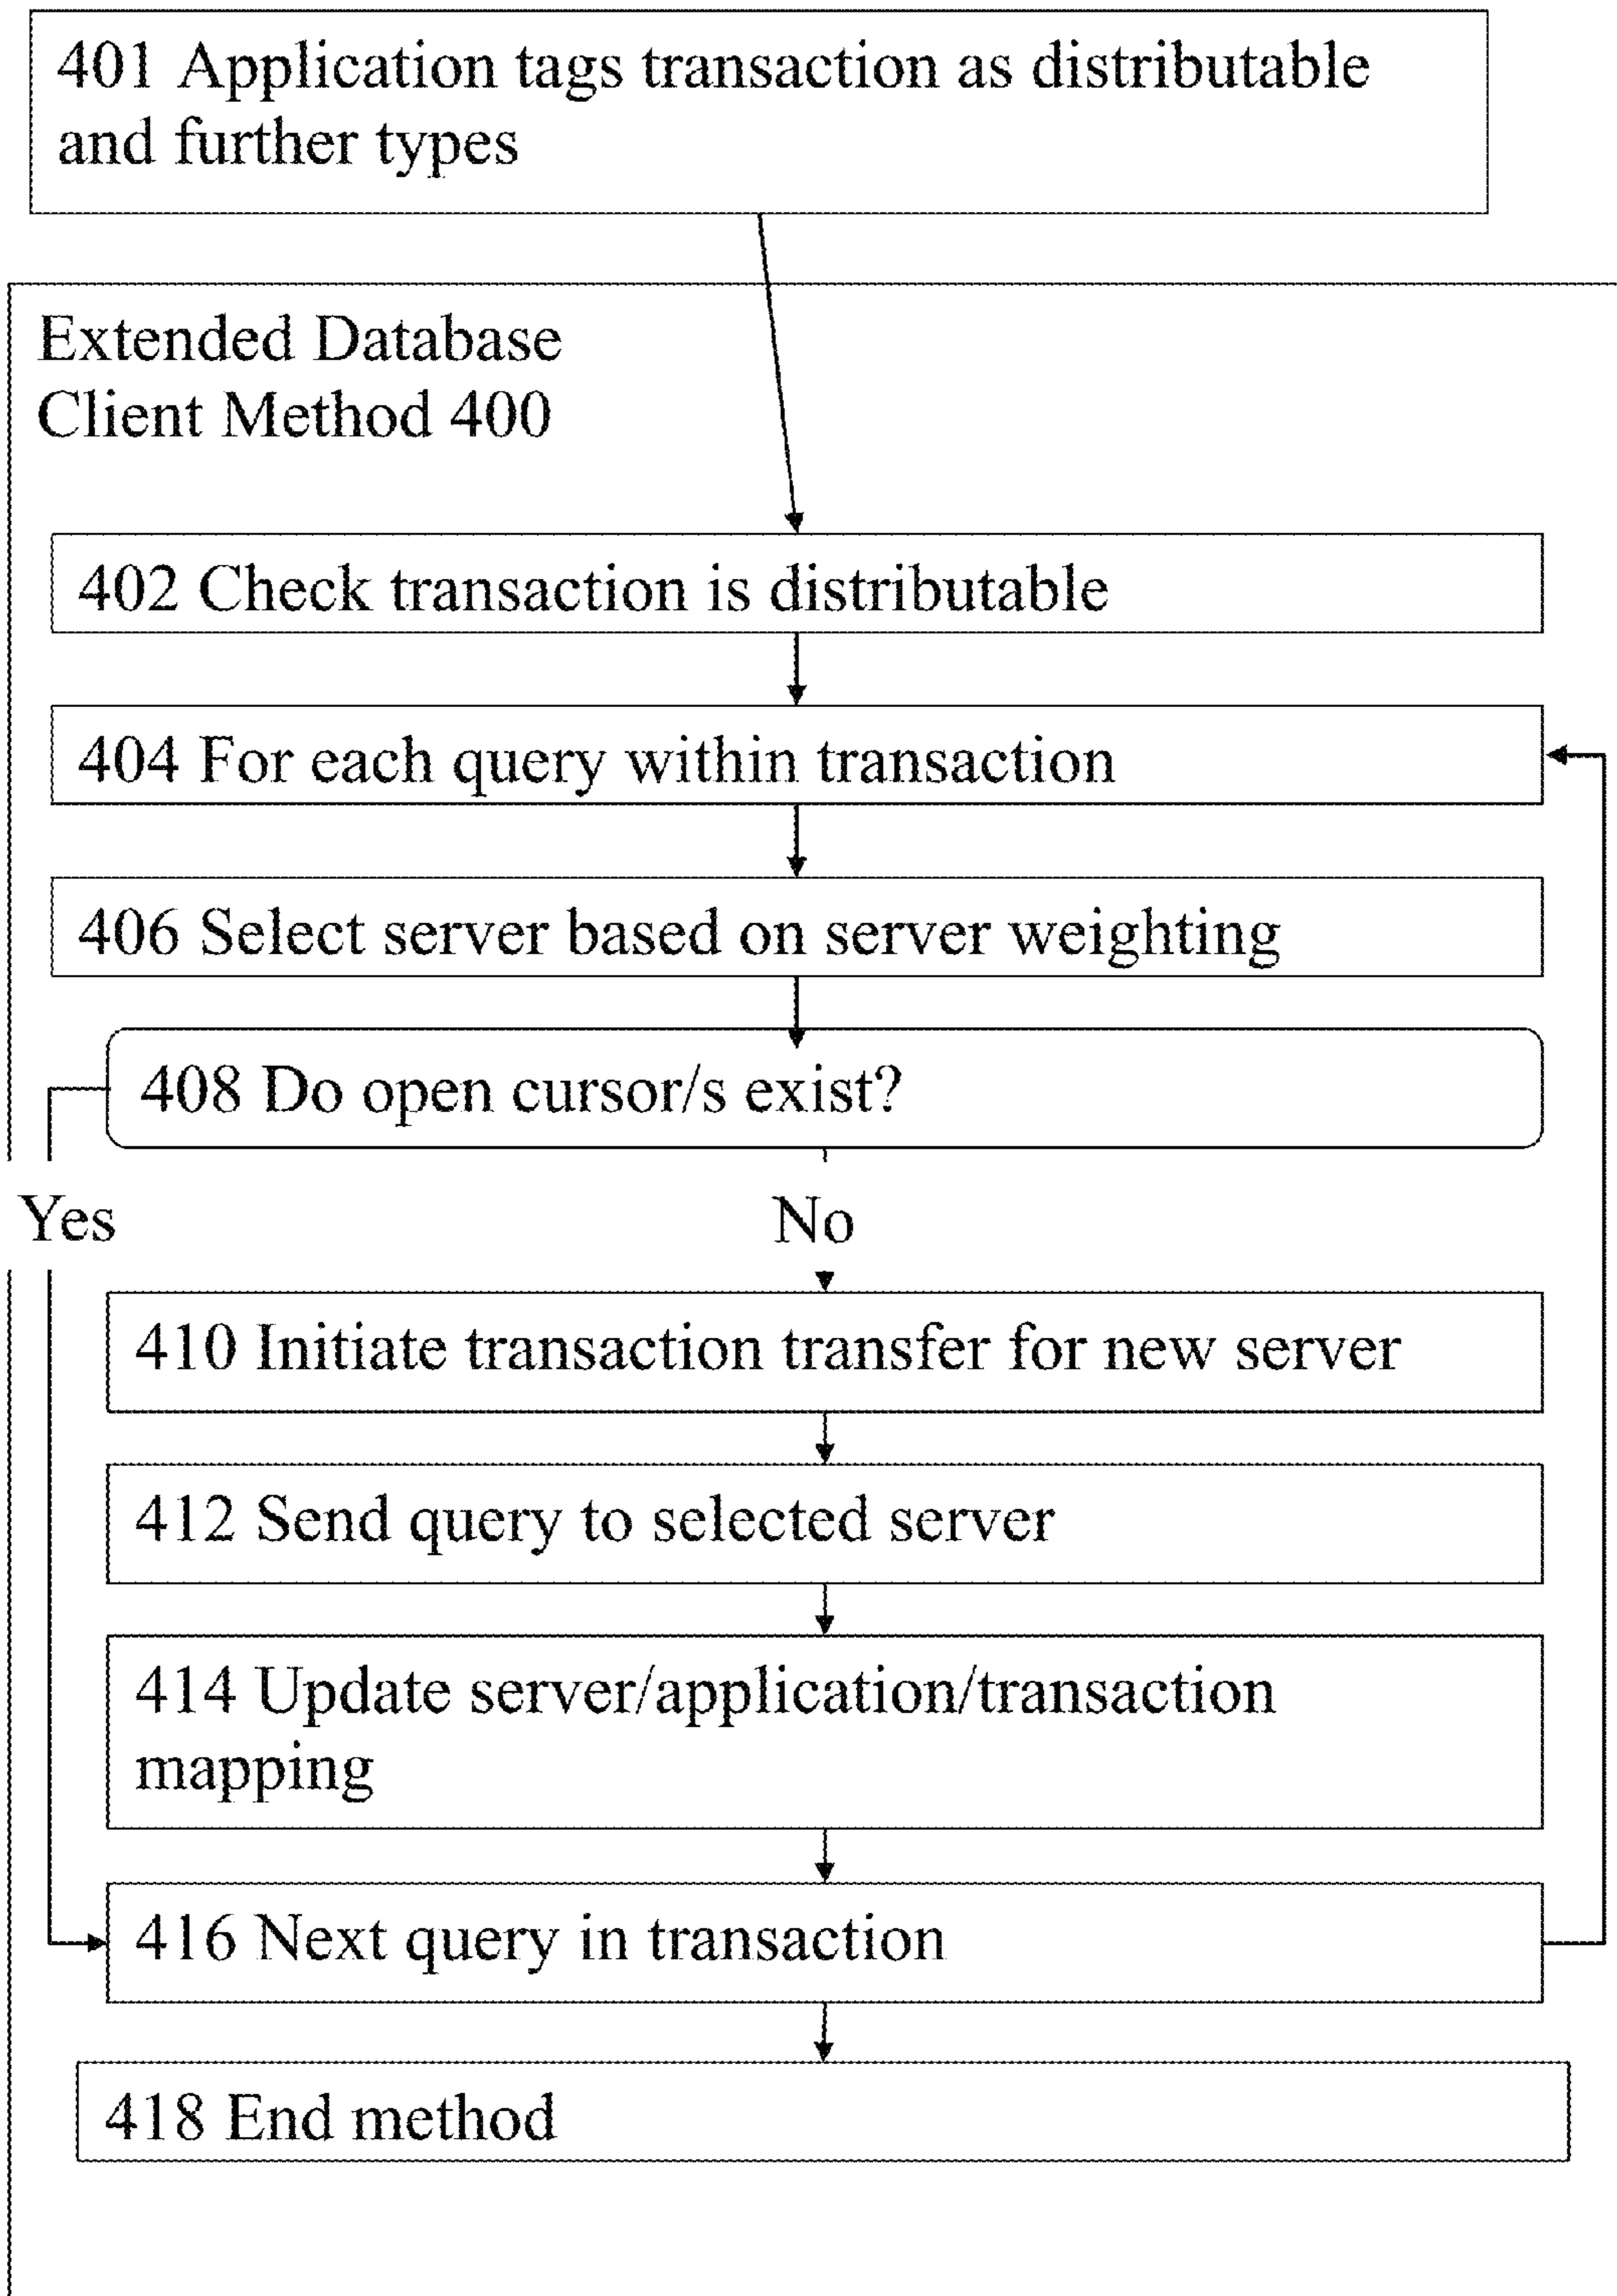 401 Application tags transaction as distributable
and further types
Extended Database
Client Method 400
402 Check transaction is distributable
404 For each query within transaction
406 Select server based on server weighting
408 Do open cursor/s exist?
Yes
No
410 Initiate transaction transfer for new server
412 Send query to selected server
414 Update server/application/transaction
mapping
416 Next query in transaction
418 End method